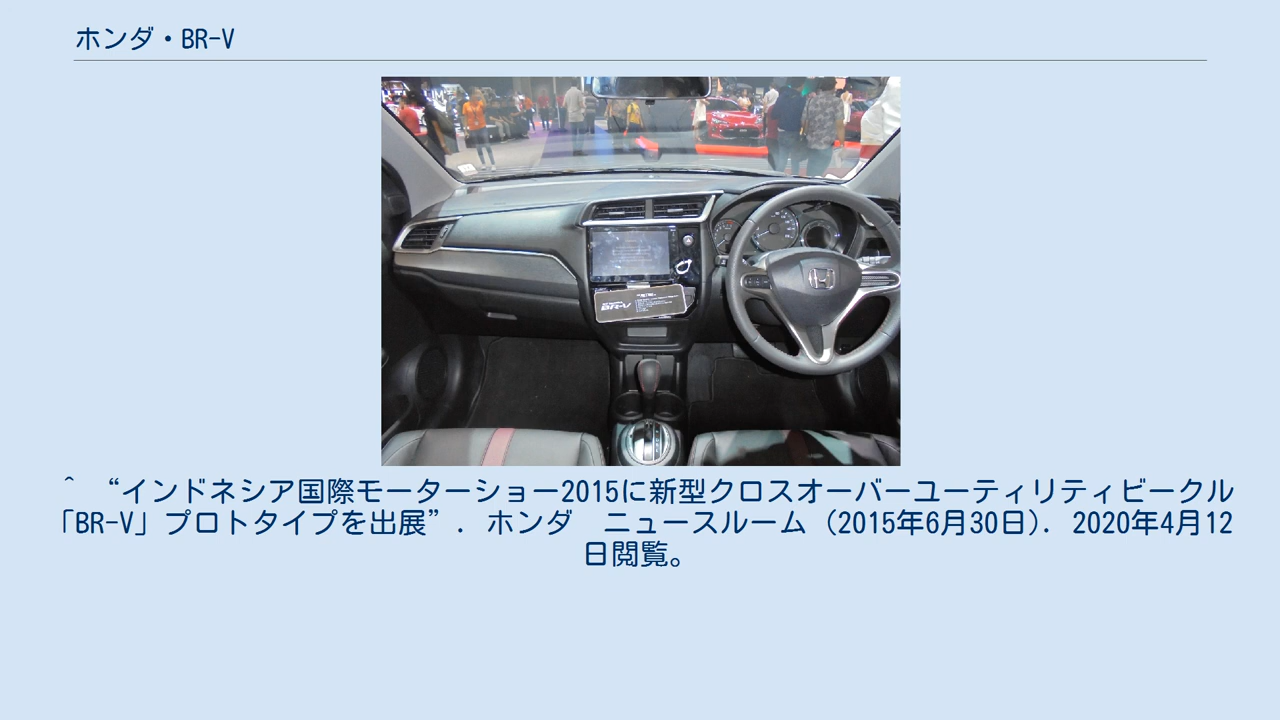 ホンダ・BR-V
BR-V
^ “インドネシア国際モーターショー2015に新型クロスオーバーユーティリティビークル
「BR-V」プロトタイプを出展”. ホンダ　ニュースルーム (2015年6月30日). 2020年4月12
日閲覧。